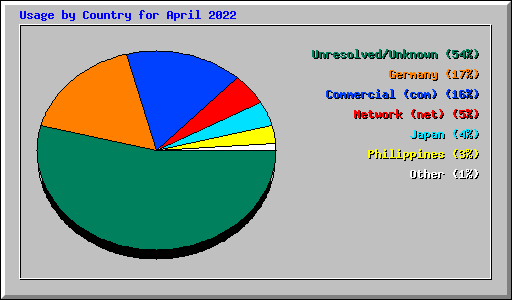 Usage by Country for April 2022
Unresolved/Unknown (54%)
Germany (17%)
Commercial (com) (16%)
Network (net) (5%)
Japan (4%)
Philippines (3%)
Other (1%)